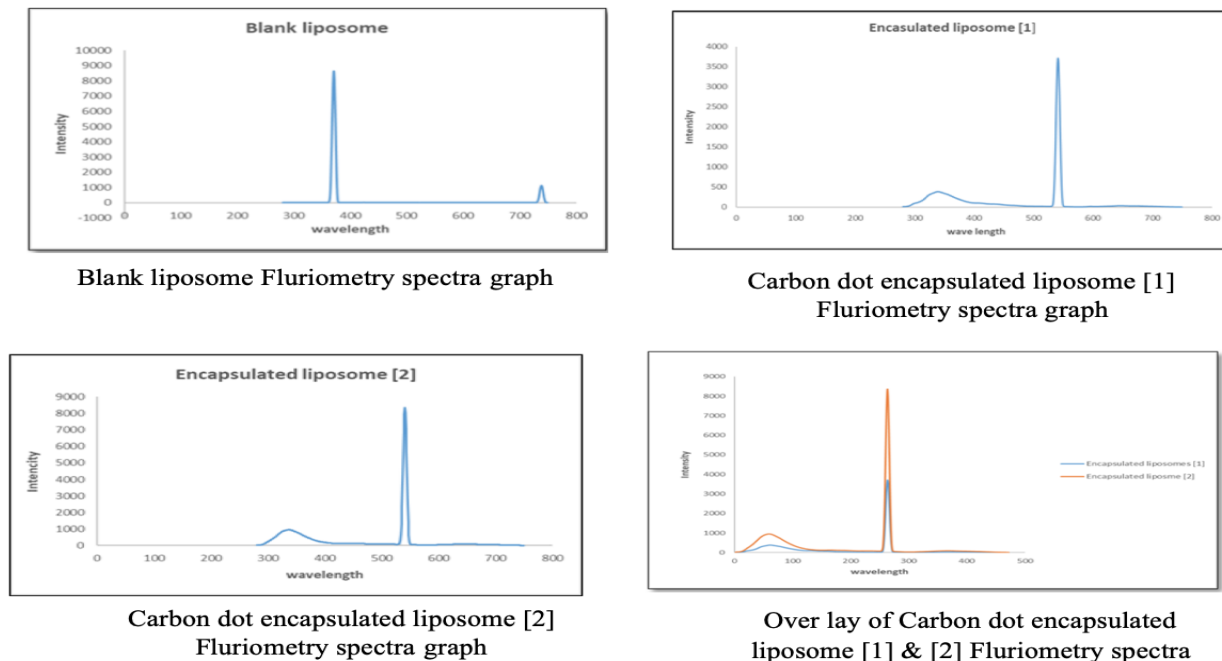 Blank liposome
10000
9000
8000
7000
6000
5000
4000
3000
2000
1000
0
-1000
Intensity
0 100 200 300 400 500 600 700 800
wavelength
Blank liposome Fluriometry spectra graph
Encasulated liposome [1]
4000
3500
3000
2500
2000
1500
1000
500
0
Intensity
0 100 200 300 400 500 600 700 800
wave length
Carbon dot encapsulated liposome [1]
Fluriometry spectra graph
Encapsulated liposome [2]
9000
8000
7000
6000
5000
4000
3000
2000
1000
0
Intencity
0 100 200 300 400 500 600 700 800
wavelength
Carbon dot encapsulated liposome [2]
Fluriometry spectra graph
9000
8000
7000
6000
5000
4000
3000
2000
1000
0
Intensity
0 100 200 300 400 500
wavelength
Encapsulated liposomes [1]
Encapsulated liposme [2]
Over lay of Carbon dot encapsulated
liposome [1] & [2] Fluriometry spectra